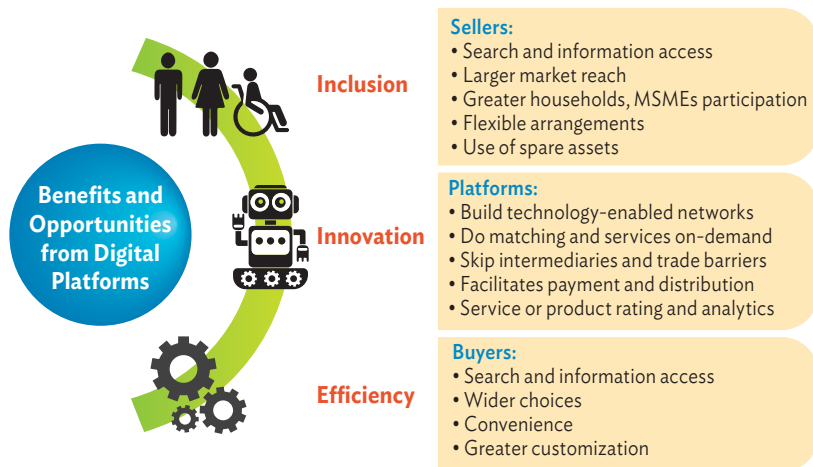 Benefits and
Opportunities
from Digital
Platforms
Inclusion
Sellers:
• Search and information access
• Larger market reach
• Greater households, MSMEs participation
• Flexible arrangements
• Use of spare assets
Innovation
Platforms:
• Build technology-enabled networks
• Do matching and services on-demand
• Skip intermediaries and trade barriers
• Facilitates payment and distribution
• Service or product rating and analytics
Efficiency
Buyers:
• Search and information access
• Wider choices
• Convenience
• Greater customization